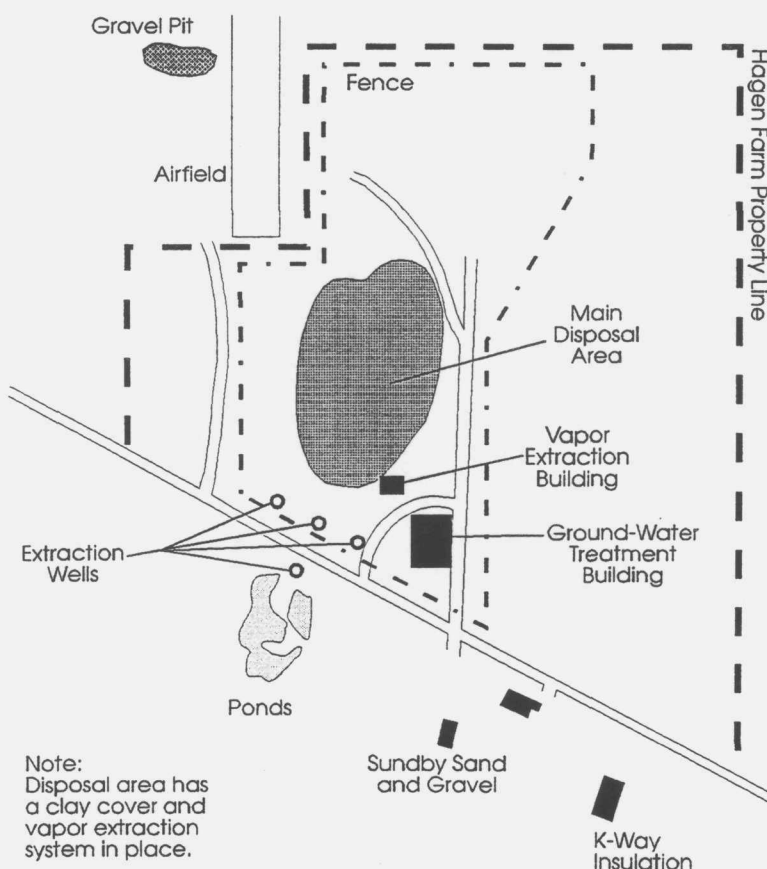 Gravel Pit
Fence
Hagen Farm Property Line
Airfield
Main
Disposal
Area
Vapor
Extraction
Building
Extraction
Wells
Ground-Water
Treatment
Building
Ponds
Sundby Sand
and Gravel
Note:
Disposal area has
a clay cover and
vapor extraction
system in place.
K-Way
Insulation